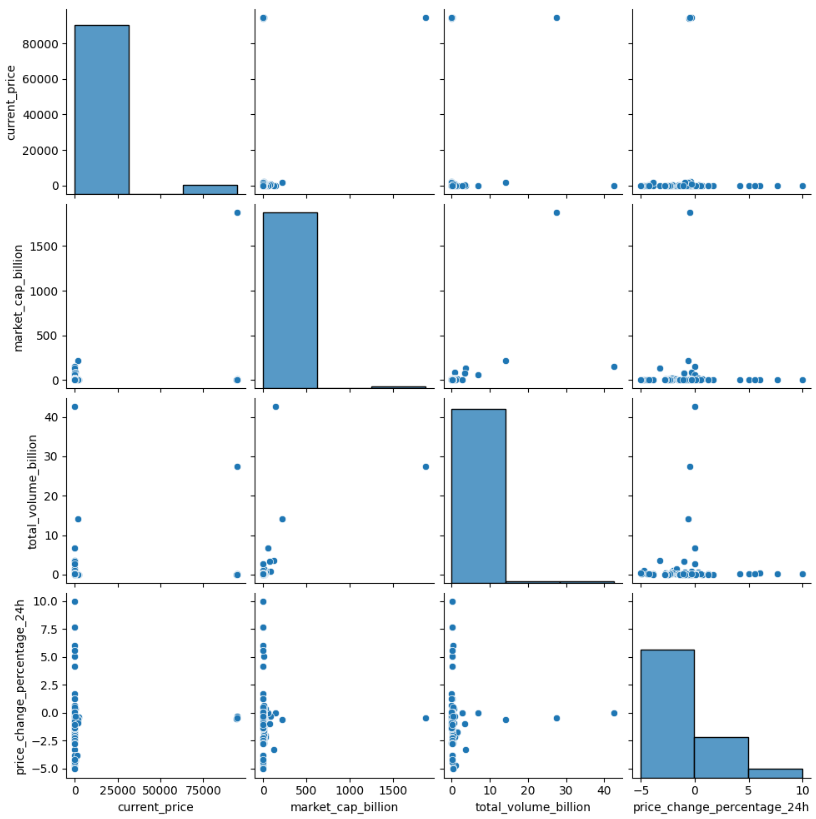 current_price
80000
60000
40000
20000
0
market_cap_billion
1500
1000
500
0
total_volume_billion
40
30
20
10
0
price_change_percentage_24h
10.0
7.5
5.0
2.5
0.0
−2.5
−5.0
0 25000 50000 75000
current_price
0 500 1000 1500
market_cap_billion
0 10 20 30 40
total_volume_billion
−5 0 5 10
price_change_percentage_24h